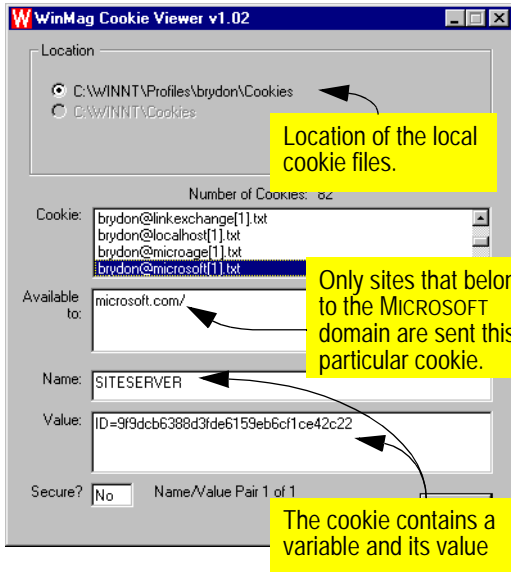 WinMag Cookie Viewer v1.02
Location
C:\WINNT\Profiles\brydon\Cookies
C:\WINNT\Cookies
Location of the local
cookie files.
Number of Cookies: 82
Cookie:
brydon@linkexchange[1].txt
brydon@localhost[1].txt
brydon@microage[1].txt
brydon@microsoft[1].txt
Available
to:
microsoft.com/
Only sites that belon
to the MICROSOFT
domain are sent this
particular cookie.
Name:
SITESERVER
Value:
ID=9f9dcb6388d3fde6159eb6cf1ce42c22
Secure?
No
Name/Value Pair 1 of 1
The cookie contains a
variable and its value